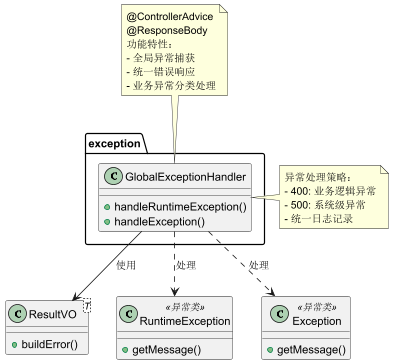 @ControllerAdvice
@ResponseBody
功能特性：
- 全局异常捕获
- 统一错误响应
- 业务异常分类处理
exception
C GlobalExceptionHandler
handleRuntimeException()
handleException()
异常处理策略：
- 400: 业务逻辑异常
- 500: 系统级异常
- 统一日志记录
使用
处理
处理
C ResultVO
T
buildError()
C «异常类»
RuntimeException
getMessage()
C «异常类»
Exception
getMessage()